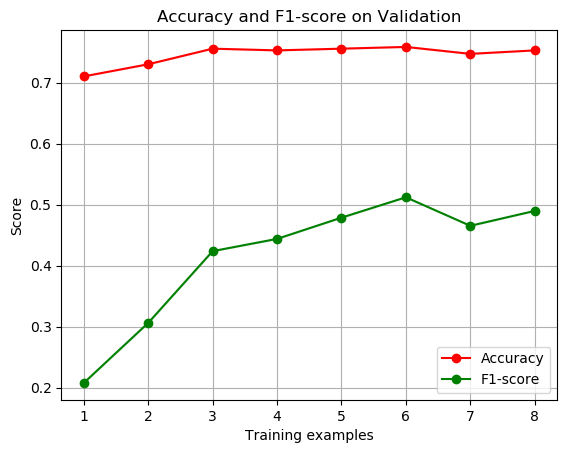 Accuracy and F1-score on Validation
0.7
0.6
0.5
0.4
0.3
0.2
Score
1 2 3 4 5 6 7 8
Training examples
Accuracy
F1-score